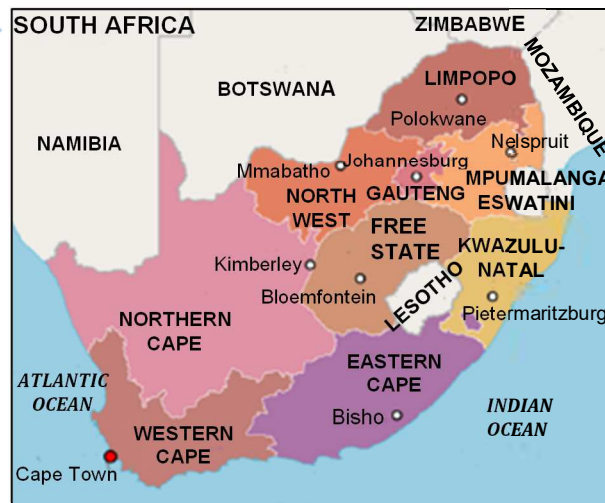 SOUTH AFRICA
ZIMBABWE
MOZAMBIQUE
BOTSWANA
LIMPOPO
Polokwane
NAMIBIA
Nelspruit
Johannesburg
Mmabatho
MPUMALANGA
NORTH
WEST
GAUTENG
ESWATINI
FREE
STATE
KWAZULU-
NATAL
Kimberley
Bloemfontein
LESOTHO
Pietermaritzburg
NORTHERN
CAPE
EASTERN
CAPE
ATLANTIC
OCEAN
INDIAN
OCEAN
Bisho
WESTERN
CAPE
Cape Town